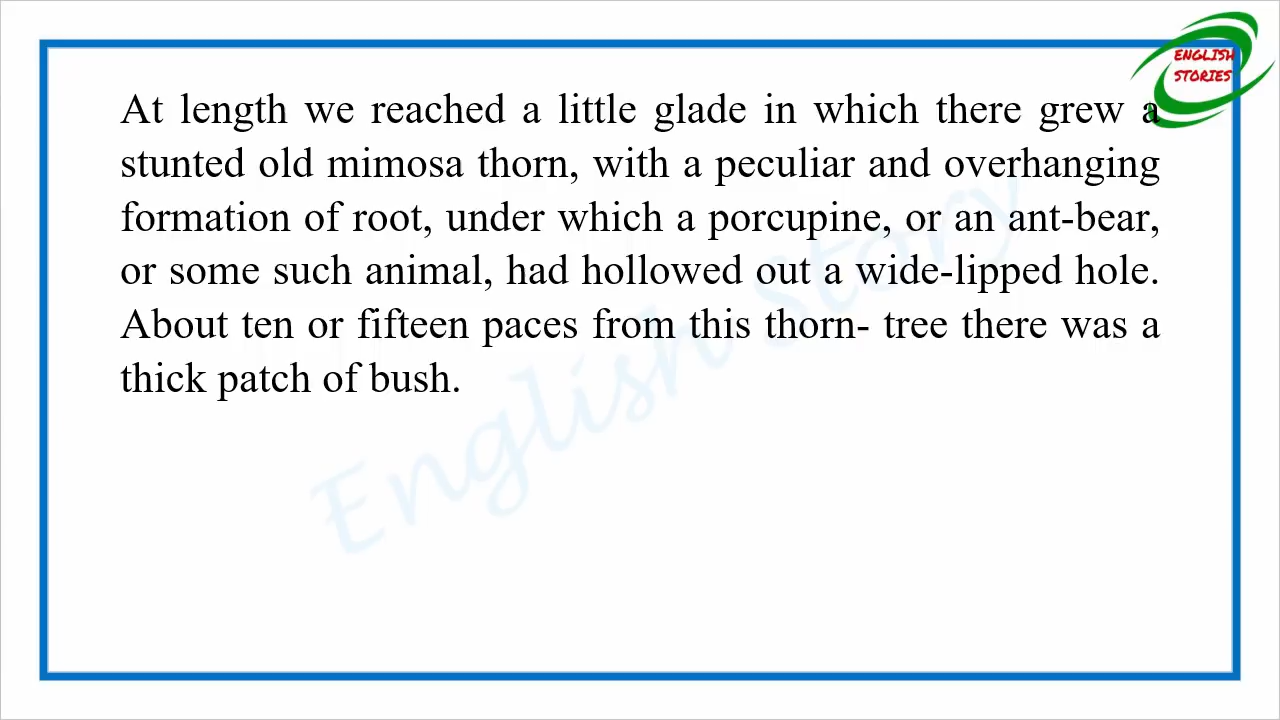 ENGLISH
STORIES
At length we reached a little glade in which there grew a
stunted old mimosa thorn, with a peculiar and overhanging
formation of root, under which a porcupine, or an ant-bear,
or some such animal, had hollowed out a wide-lipped hole.
About ten or fifteen paces from this thorn- tree there was a
thick patch of bush.
English Story